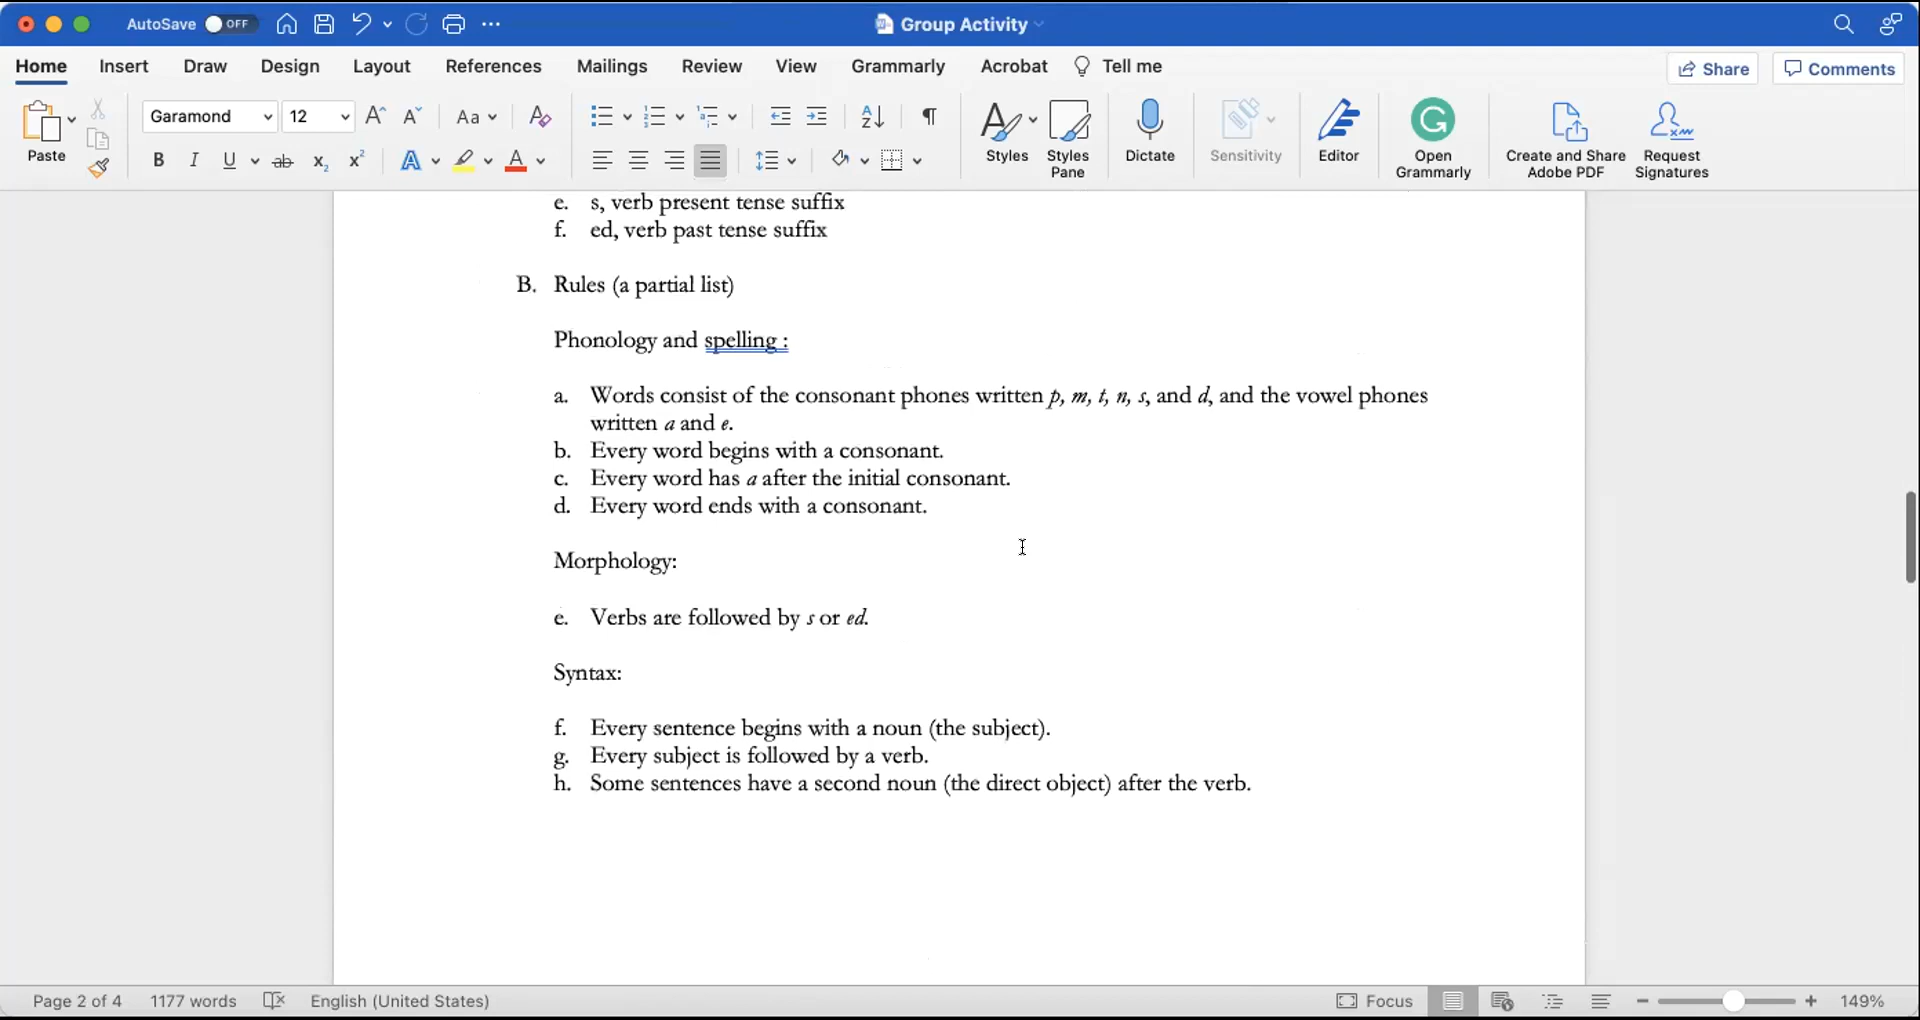 AutoSave OFF Group Activity
Home Insert Draw Design Layout References Mailings Review View Grammarly Acrobat Tell me Share Comments
Paste Garamond 12 Aa Styles Styles Pane Dictate Sensitivity Editor Open Grammarly Create and Share Adobe PDF Request Signatures
e. s, verb present tense suffix
f. ed, verb past tense suffix
B. Rules (a partial list)
Phonology and spelling :
a. Words consist of the consonant phones written p, m, t, n, s, and d, and the vowel phones
written a and e.
b. Every word begins with a consonant.
c. Every word has a after the initial consonant.
d. Every word ends with a consonant.
Morphology:
e. Verbs are followed by s or ed.
Syntax:
f. Every sentence begins with a noun (the subject).
g. Every subject is followed by a verb.
h. Some sentences have a second noun (the direct object) after the verb.
Page 2 of 4 1177 words English (United States) Focus 149%